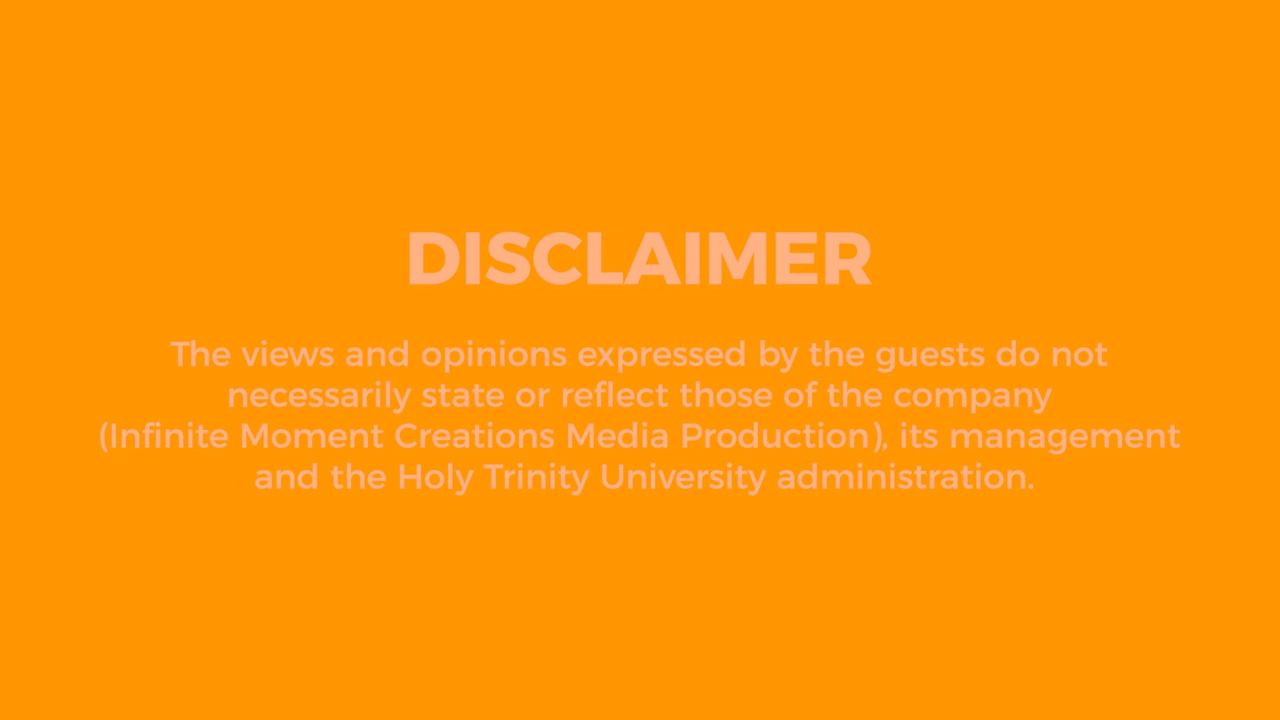 DISCLAIMER
The views and opinions expressed by the guests do not
necessarily state or reflect those of the company
(Infinite Moment Creations Media Production), its management
and the Holy Trinity University administration.